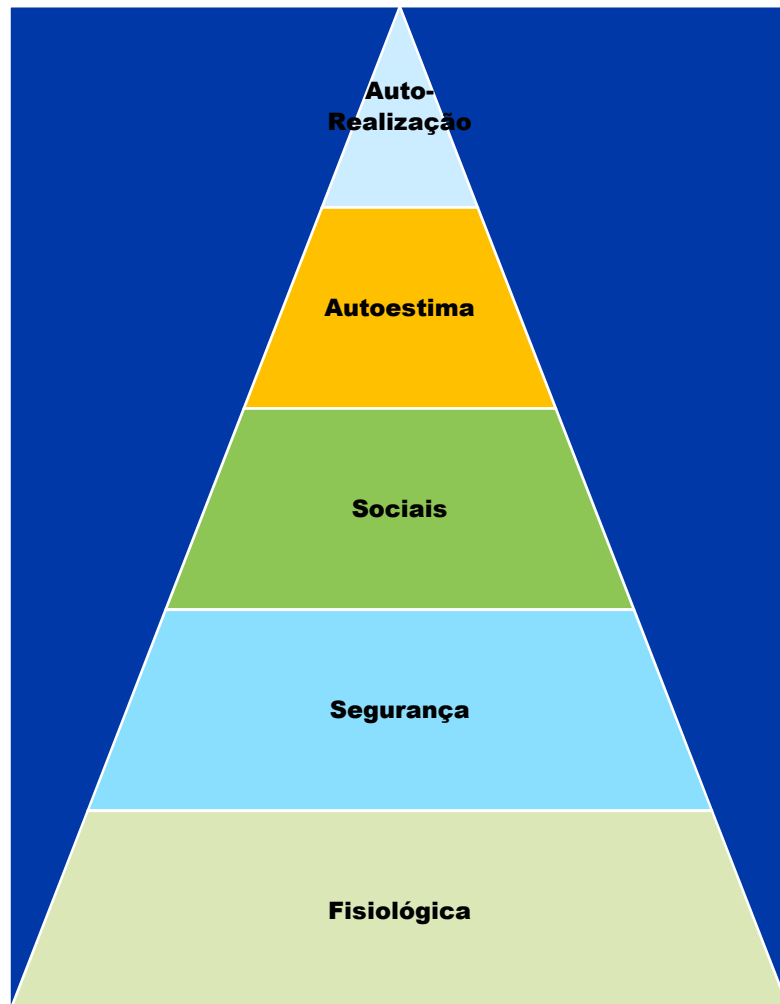 Auto-
Realização
Autoestima
Sociais
Segurança
Fisiológica